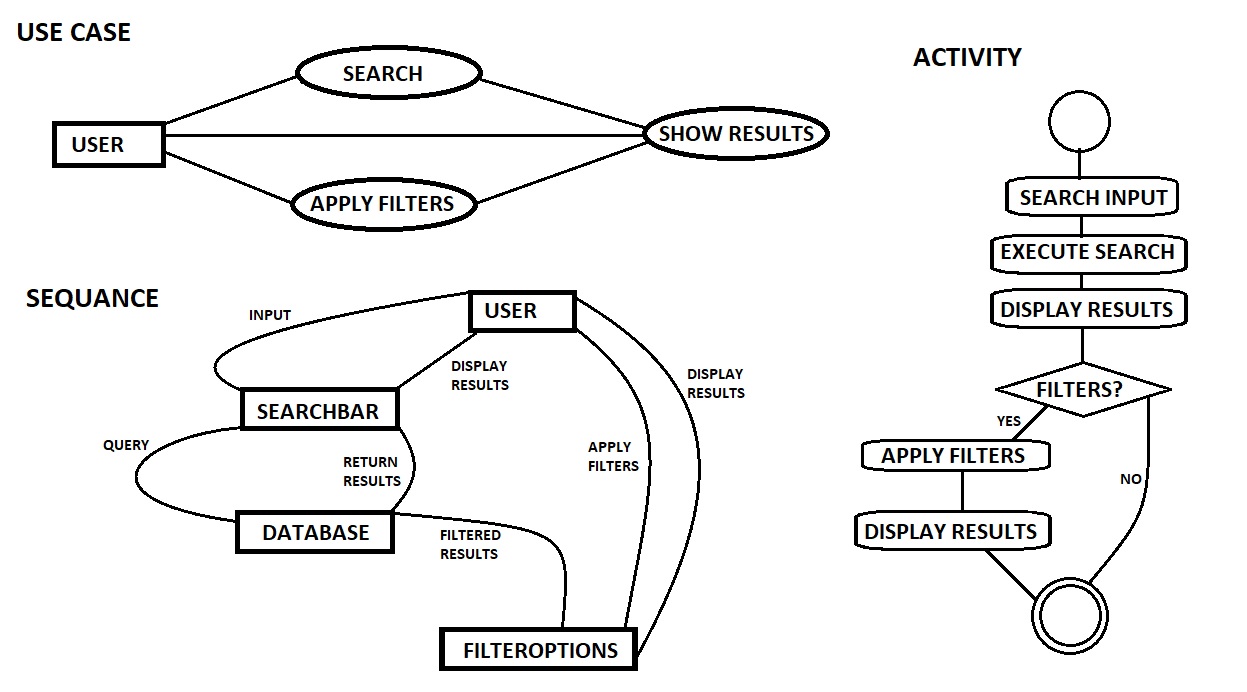 USE CASE
SEARCH
USER
SHOW RESULTS
APPLY FILTERS
SEQUANCE
USER
INPUT
DISPLAY
RESULTS
DISPLAY
RESULTS
SEARCHBAR
QUERY
RETURN
RESULTS
APPLY
FILTERS
DATABASE
FILTERED
RESULTS
FILTEROPTIONS
ACTIVITY
SEARCH INPUT
EXECUTE SEARCH
DISPLAY RESULTS
FILTERS?
YES
APPLY FILTERS
NO
DISPLAY RESULTS